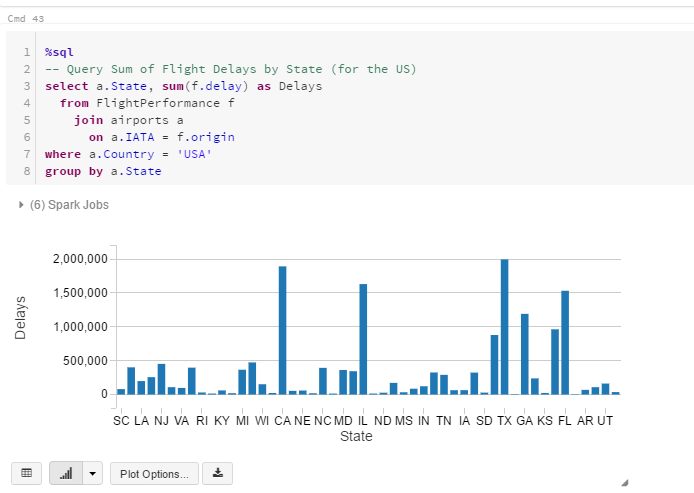 Cmd 43
1 %sql
2 -- Query Sum of Flight Delays by State (for the US)
3 select a.State, sum(f.delay) as Delays
4 from FlightPerformance f
5 join airports a
6 on a.IATA = f.origin
7 where a.Country = 'USA'
8 group by a.State
(6) Spark Jobs
2,000,000
1,500,000
1,000,000
500,000
0
Delays
SC LA NJ VA RI KY MI WI CA NE NC MD IL ND MS IN TN IA SD TX GA KS FL AR UT
State
Plot Options...